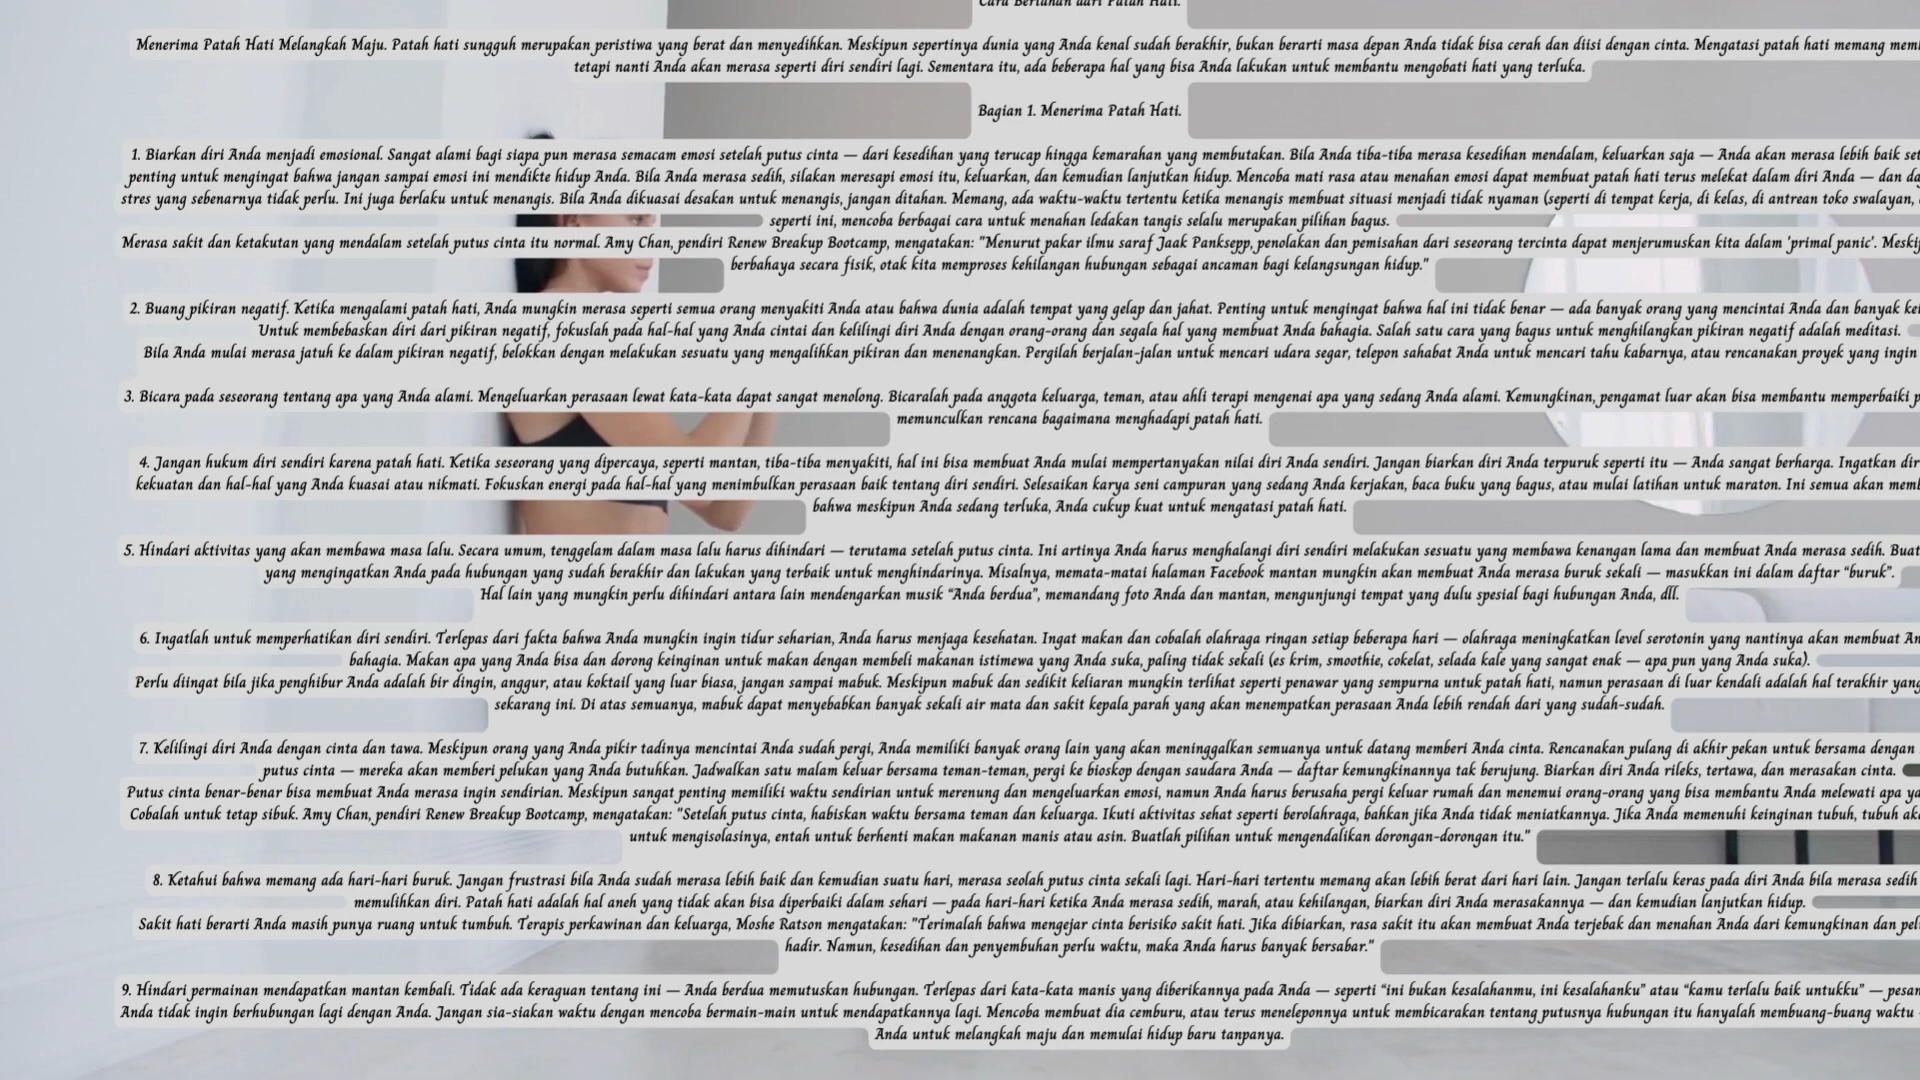 Cara Bertahan dari Patah Hati.
Menerima Patah Hati Melangkah Maju. Patah hati sungguh merupakan peristiwa yang berat dan menyedihkan. Meskipun sepertinya dunia yang Anda kenal sudah berakhir, bukan berarti masa depan Anda tidak bisa cerah dan diisi dengan cinta. Mengatasi patah hati memang
tetapi nanti Anda akan merasa seperti diri sendiri lagi. Sementara itu, ada beberapa hal yang bisa Anda lakukan untuk membantu mengobati hati yang terluka.
Bagian 1. Menerima Patah Hati.
1. Biarkan diri Anda menjadi emosional. Sangat alami bagi siapa pun merasa semacam emosi setelah putus cinta — dari kesedihan yang terucap hingga kemarahan yang membutakan. Bila Anda tiba-tiba merasa kesedihan mendalam, keluarkan saja — Anda akan merasa lebih baik
penting untuk mengingat bahwa jangan sampai emosi ini mendikte hidup Anda. Bila Anda merasa sedih, silakan meresapi emosi itu, keluarkan, dan kemudian lanjutkan hidup. Mencoba mati rasa atau menahan emosi dapat membuat patah hati terus melekat dalam diri Anda — dan
stres yang sebenarnya tidak perlu. Ini juga berlaku untuk menangis. Bila Anda dikuasai desakan untuk menangis, jangan ditahan. Memang, ada waktu-waktu tertentu ketika menangis membuat situasi menjadi tidak nyaman (seperti di tempat kerja, di kelas, di antrean toko swalayan,
seperti ini, mencoba berbagai cara untuk menahan ledakan tangis selalu merupakan pilihan bagus.
Merasa sakit dan ketakutan yang mendalam setelah putus cinta itu normal. Amy Chan, pendiri Renew Breakup Bootcamp, mengatakan: "Menurut pakar ilmu saraf Jaak Panksepp, penolakan dan pemisahan dari seseorang tercinta dapat menjerumuskan kita dalam 'primal panic'.
berbahaya secara fisik, otak kita memproses kehilangan hubungan sebagai ancaman bagi kelangsungan hidup."
2. Buang pikiran negatif. Ketika mengalami patah hati, Anda mungkin merasa seperti semua orang menyakiti Anda atau bahwa dunia adalah tempat yang gelap dan jahat. Penting untuk mengingat bahwa hal ini tidak benar — ada banyak orang yang mencintai Anda dan banyak
Untuk membebaskan diri dari pikiran negatif, fokuslah pada hal-hal yang Anda cintai dan kelilingi diri Anda dengan orang-orang dan segala hal yang membuat Anda bahagia. Salah satu cara yang bagus untuk menghilangkan pikiran negatif adalah meditasi.
Bila Anda mulai merasa jatuh ke dalam pikiran negatif, belokkan dengan melakukan sesuatu yang mengalihkan pikiran dan menenangkan. Pergilah berjalan-jalan untuk mencari udara segar, telepon sahabat Anda untuk mencari tahu kabarnya, atau rencanakan proyek yang ingin
3. Bicara pada seseorang tentang apa yang Anda alami. Mengeluarkan perasaan lewat kata-kata dapat sangat menolong. Bicaralah pada anggota keluarga, teman, atau ahli terapi mengenai apa yang sedang Anda alami. Kemungkinan, pengamat luar akan bisa membantu memperbaiki
memunculkan rencana bagaimana menghadapi patah hati.
4. Jangan hukum diri sendiri karena patah hati. Ketika seseorang yang dipercaya, seperti mantan, tiba-tiba menyakiti, hal ini bisa membuat Anda mulai mempertanyakan nilai diri Anda sendiri. Jangan biarkan diri Anda terpuruk seperti itu — Anda sangat berharga. Ingatkan
kekuatan dan hal-hal yang Anda kuasai atau nikmati. Fokuskan energi pada hal-hal yang menimbulkan perasaan baik tentang diri sendiri. Selesaikan karya seni campuran yang sedang Anda kerjakan, baca buku yang bagus, atau mulai latihan untuk maraton. Ini semua akan
bahwa meskipun Anda sedang terluka, Anda cukup kuat untuk mengatasi patah hati.
5. Hindari aktivitas yang akan membawa masa lalu. Secara umum, tenggelam dalam masa lalu harus dihindari — terutama setelah putus cinta. Ini artinya Anda harus menghalangi diri sendiri melakukan sesuatu yang membawa kenangan lama dan membuat Anda merasa sedih.
yang mengingatkan Anda pada hubungan yang sudah berakhir dan lakukan yang terbaik untuk menghindarinya. Misalnya, memata-matai halaman Facebook mantan mungkin akan membuat Anda merasa buruk sekali — masukkan ini dalam daftar “buruk”.
Hal lain yang mungkin perlu dihindari antara lain mendengarkan musik “Anda berdua”, memandang foto Anda dan mantan, mengunjungi tempat yang dulu spesial bagi hubungan Anda, dll.
6. Ingatlah untuk memperhatikan diri sendiri. Terlepas dari fakta bahwa Anda mungkin ingin tidur seharian, Anda harus menjaga kesehatan. Ingat makan dan cobalah olahraga ringan setiap beberapa hari — olahraga meningkatkan level serotonin yang nantinya akan membuat
bahagia. Makan apa yang Anda bisa dan dorong keinginan untuk makan dengan membeli makanan istimewa yang Anda suka, paling tidak sekali (es krim, smoothie, cokelat, selada kale yang sangat enak — apa pun yang Anda suka).
Perlu diingat bila jika penghibur Anda adalah bir dingin, anggur, atau koktail yang luar biasa, jangan sampai mabuk. Meskipun mabuk dan sedikit keliaran mungkin terlihat seperti penawar yang sempurna untuk patah hati, namun perasaan di luar kendali adalah hal terakhir yang
sekarang ini. Di atas semuanya, mabuk dapat menyebabkan banyak sekali air mata dan sakit kepala parah yang akan menempatkan perasaan Anda lebih rendah dari yang sudah-sudah.
7. Kelilingi diri Anda dengan cinta dan tawa. Meskipun orang yang Anda pikir tadinya mencintai Anda sudah pergi, Anda memiliki banyak orang lain yang akan meninggalkan semuanya untuk datang memberi Anda cinta. Rencanakan pulang di akhir pekan untuk bersama dengan
putus cinta — mereka akan memberi pelukan yang Anda butuhkan. Jadwalkan satu malam keluar bersama teman-teman, pergi ke bioskop dengan saudara Anda — daftar kemungkinannya tak berujung. Biarkan diri Anda rileks, tertawa, dan merasakan cinta.
Putus cinta benar-benar bisa membuat Anda merasa ingin sendirian. Meskipun sangat penting memiliki waktu sendirian untuk merenung dan mengeluarkan emosi, namun Anda harus berusaha pergi keluar rumah dan menemui orang-orang yang bisa membantu Anda melewati apa
Cobalah untuk tetap sibuk. Amy Chan, pendiri Renew Breakup Bootcamp, mengatakan: "Setelah putus cinta, habiskan waktu bersama teman dan keluarga. Ikuti aktivitas sehat seperti berolahraga, bahkan jika Anda tidak meniatkannya. Jika Anda memenuhi keinginan tubuh, tubuh
untuk mengisolasinya, entah untuk berhenti makan makanan manis atau asin. Buatlah pilihan untuk mengendalikan dorongan-dorongan itu."
8. Ketahui bahwa memang ada hari-hari buruk. Jangan frustrasi bila Anda sudah merasa lebih baik dan kemudian suatu hari, merasa seolah putus cinta sekali lagi. Hari-hari tertentu memang akan lebih berat dari hari lain. Jangan terlalu keras pada diri Anda bila merasa sedih
memulihkan diri. Patah hati adalah hal aneh yang tidak akan bisa diperbaiki dalam sehari — pada hari-hari ketika Anda merasa sedih, marah, atau kehilangan, biarkan diri Anda merasakannya — dan kemudian lanjutkan hidup.
Sakit hati berarti Anda masih punya ruang untuk tumbuh. Terapis perkawinan dan keluarga, Moshe Ratson mengatakan: "Terimalah bahwa mengejar cinta berisiko sakit hati. Jika dibiarkan, rasa sakit itu akan membuat Anda terjebak dan menahan Anda dari kemungkinan dan
hadir. Namun, kesedihan dan penyembuhan perlu waktu, maka Anda harus banyak bersabar."
9. Hindari permainan mendapatkan mantan kembali. Tidak ada keraguan tentang ini — Anda berdua memutuskan hubungan. Terlepas dari kata-kata manis yang diberikannya pada Anda — seperti “ini bukan kesalahanmu, ini kesalahanku” atau “kamu terlalu baik untukku” —
Anda tidak ingin berhubungan lagi dengan Anda. Jangan sia-siakan waktu dengan mencoba bermain-main untuk mendapatkannya lagi. Mencoba membuat dia cemburu, atau terus meneleponnya untuk membicarakan tentang putusnya hubungan itu hanyalah membuang-buang waktu
Anda untuk melangkah maju dan memulai hidup baru tanpanya.